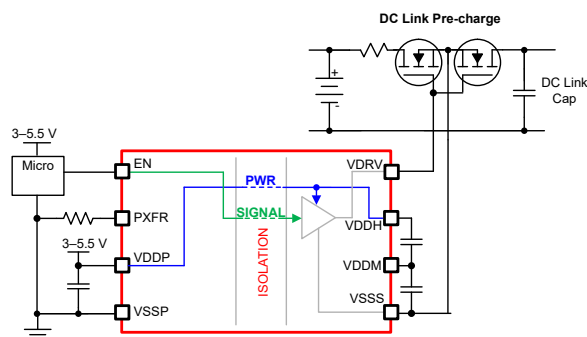 DC Link Pre-charge
+
-
DC Link
Cap
3–5.5 V
Micro
EN
VDRV
PWR
PXFR
SIGNAL
VDDH
3–5.5 V
VDDP
ISOLATION
VDDM
VSSP
VSSS